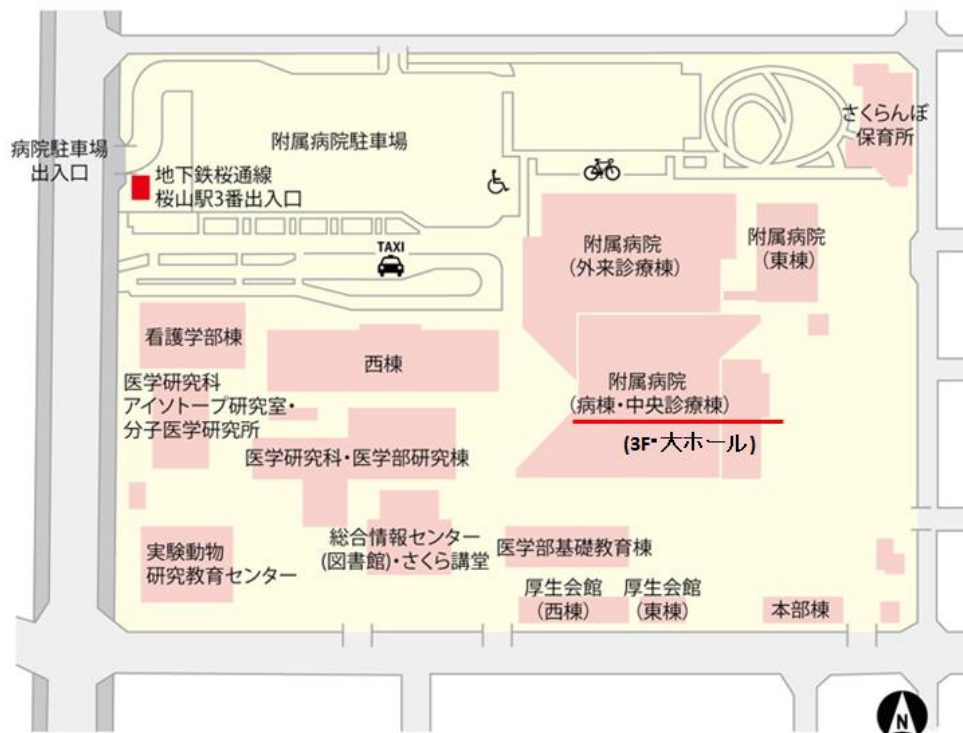 病院駐車場
出入口
附属病院駐車場
地下鉄桜通線
桜山駅3番出入口
さくらんぼ
保育所
TAXI
附属病院
(外来診療棟)
附属病院
(東棟)
看護学部棟
西棟
医学研究科
アイソトープ研究室・
分子医学研究所
附属病院
(病棟・中央診療棟)
(3F・大ホール)
医学研究科・医学部研究棟
実験動物
研究教育センター
総合情報センター
(図書館)・さくら講堂
医学部基礎教育棟
厚生会館
(西棟)
厚生会館
(東棟)
本部棟
N